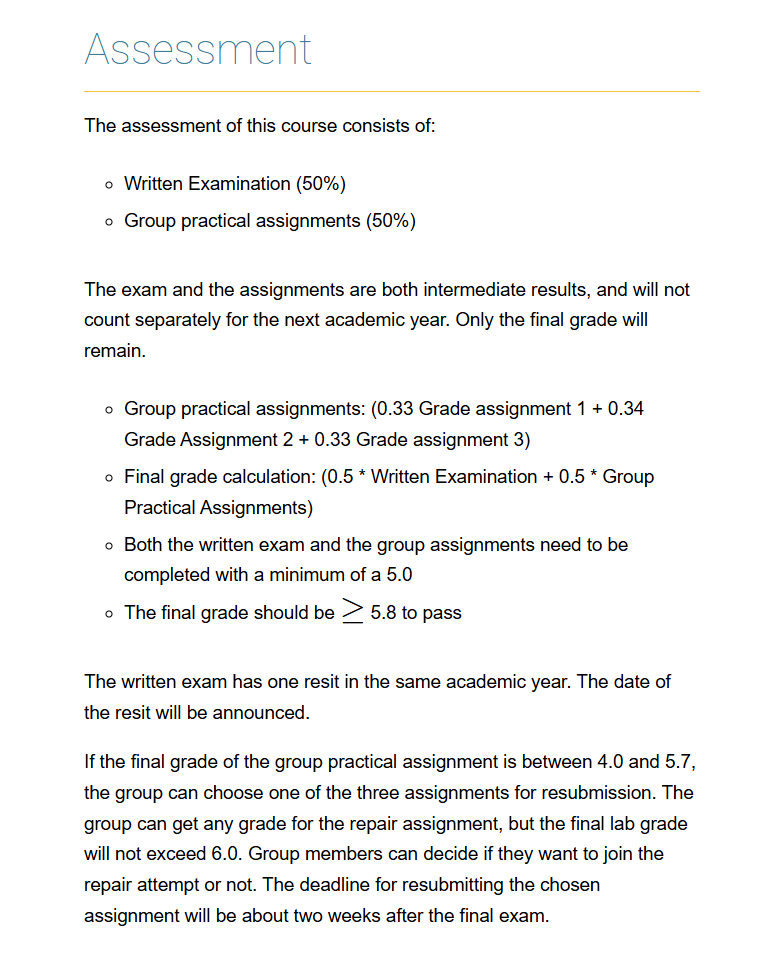 Assessment
The assessment of this course consists of:
Written Examination (50%)
Group practical assignments (50%)
The exam and the assignments are both intermediate results, and will not
count separately for the next academic year. Only the final grade will
remain.
Group practical assignments: (0.33 Grade assignment 1 + 0.34
Grade Assignment 2 + 0.33 Grade assignment 3)
Final grade calculation: (0.5 * Written Examination + 0.5 * Group
Practical Assignments)
Both the written exam and the group assignments need to be
completed with a minimum of a 5.0
The final grade should be ≥ 5.8 to pass
The written exam has one resit in the same academic year. The date of
the resit will be announced.
If the final grade of the group practical assignment is between 4.0 and 5.7,
the group can choose one of the three assignments for resubmission. The
group can get any grade for the repair assignment, but the final lab grade
will not exceed 6.0. Group members can decide if they want to join the
repair attempt or not. The deadline for resubmitting the chosen
assignment will be about two weeks after the final exam.